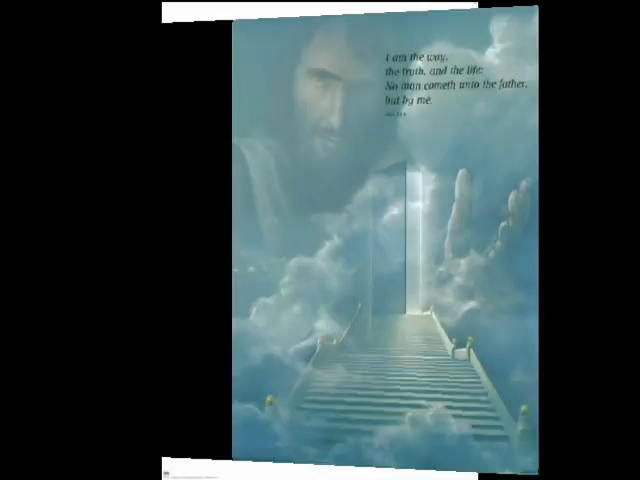 I am the way,
the truth, and the life:
No man cometh unto the father,
but by me.